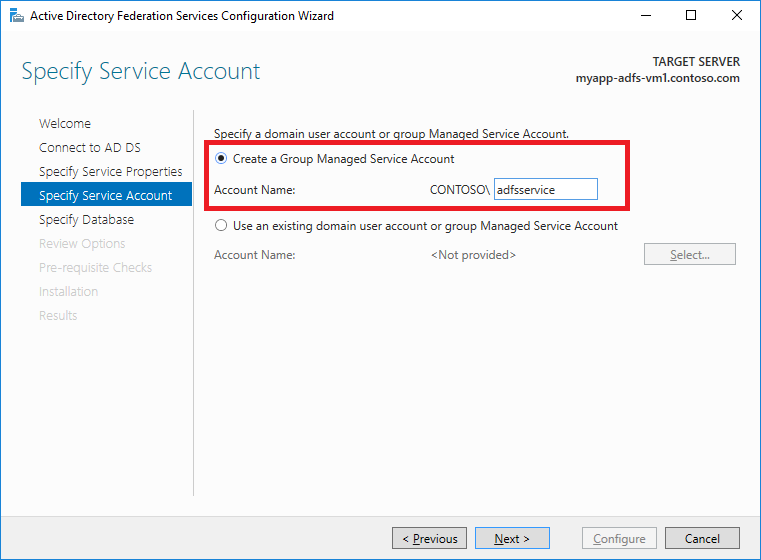 Active Directory Federation Services Configuration Wizard
Specify Service Account
TARGET SERVER
myapp-adfs-vm1.contoso.com
Welcome
Connect to AD DS
Specify Service Properties
Specify Service Account
Specify Database
Review Options
Pre-requisite Checks
Installation
Results
Specify a domain user account or group Managed Service Account.
Create a Group Managed Service Account
Account Name: CONTOSO\ adfsservice
Use an existing domain user account or group Managed Service Account
Account Name: <Not provided> Select...
< Previous Next > Configure Cancel